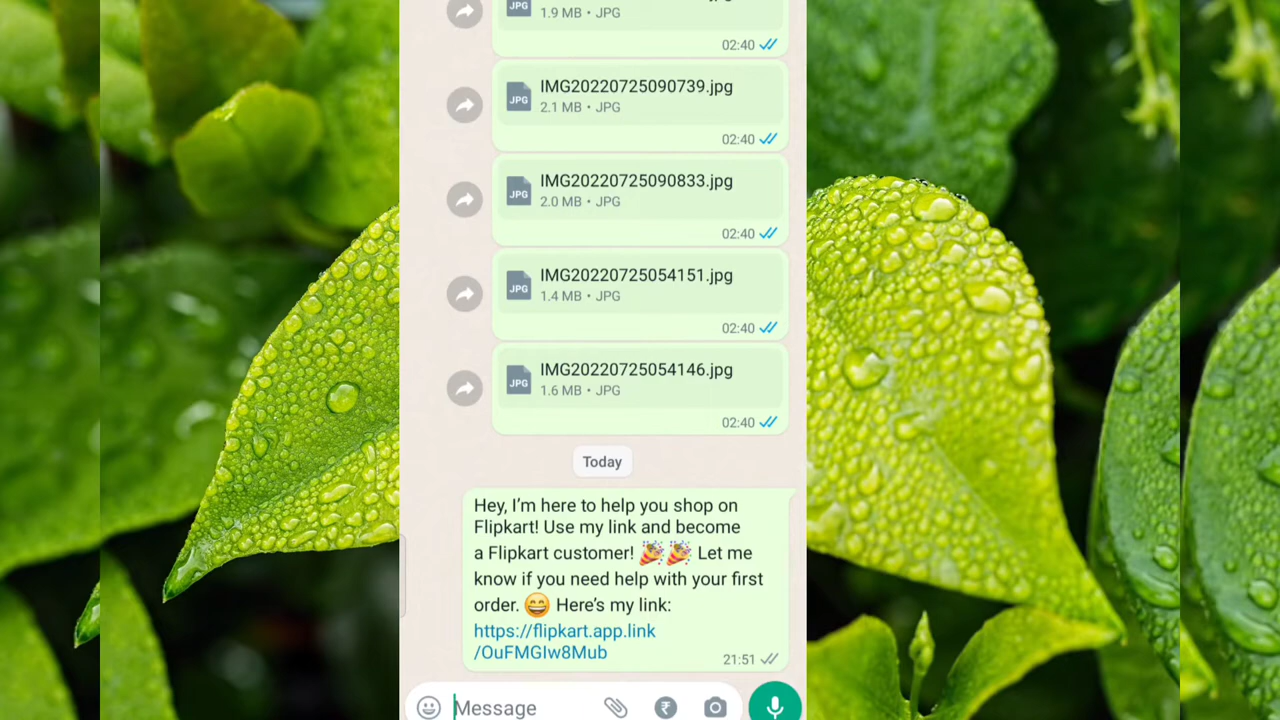 1.9 MB • JPG
02:40
JPG
IMG20220725090739.jpg
2.1 MB • JPG
02:40
JPG
IMG20220725090833.jpg
2.0 MB • JPG
02:40
JPG
IMG20220725054151.jpg
1.4 MB • JPG
02:40
JPG
IMG20220725054146.jpg
1.6 MB • JPG
02:40
Today
Hey, I’m here to help you shop on
Flipkart! Use my link and become
a Flipkart customer! 🎉🎉 Let me
know if you need help with your first
order. 😄 Here’s my link:
https://flipkart.app.link
/OuFMGIw8Mub
21:51
Message